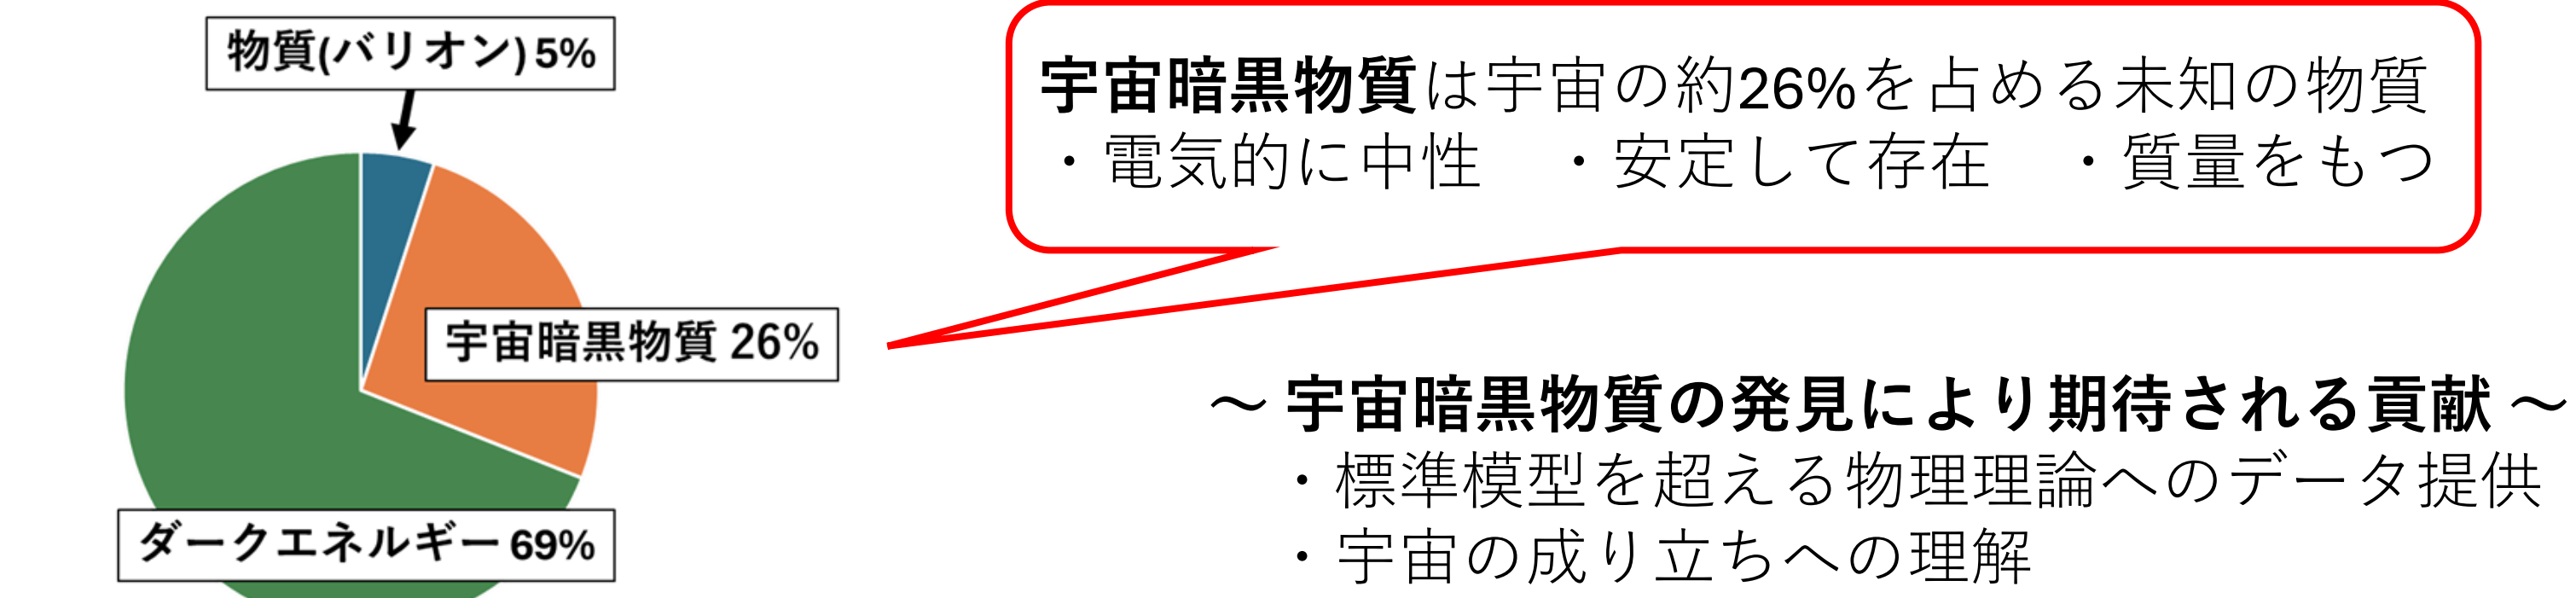 物質(バリオン) 5%
宇宙暗黒物質 26%
ダークエネルギー 69%
宇宙暗黒物質は宇宙の約26%を占める未知の物質
・電気的に中性　・安定して存在　・質量をもつ
～ 宇宙暗黒物質の発見により期待される貢献 ～
・標準模型を超える物理理論へのデータ提供
・宇宙の成り立ちへの理解